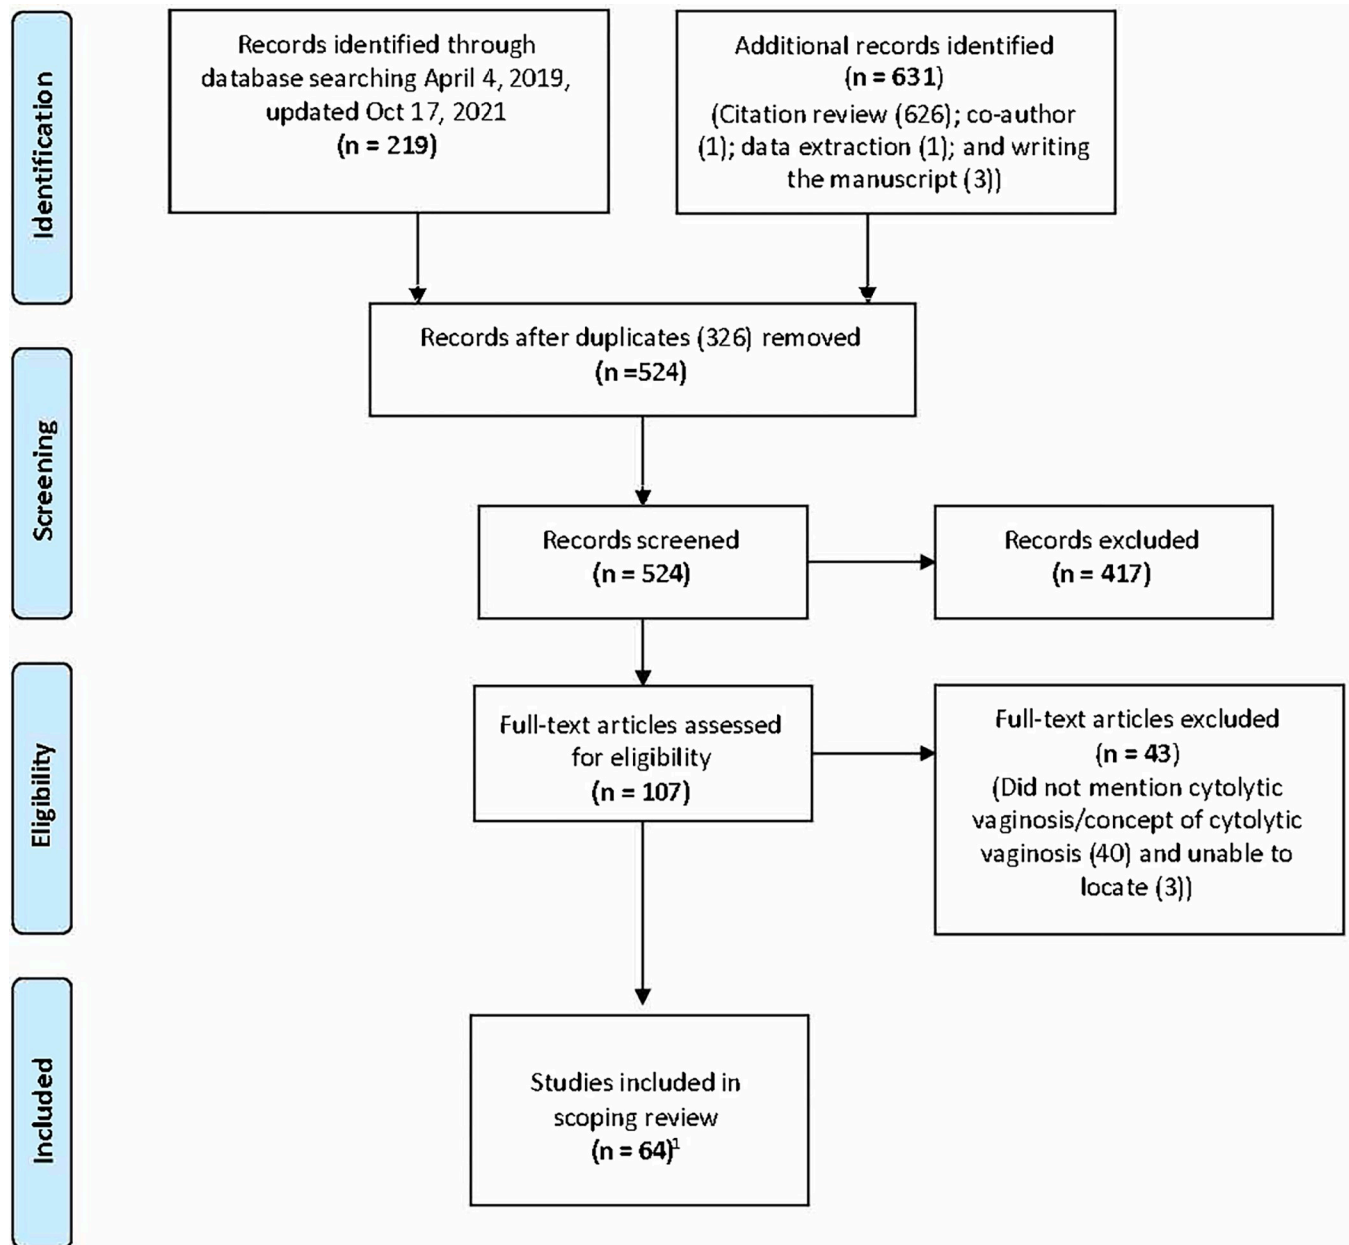 Identification
Records identified through
database searching April 4, 2019,
updated Oct 17, 2021
(n = 219)
Additional records identified
(n = 631)
(Citation review (626); co-author
(1); data extraction (1); and writing
the manuscript (3))
Records after duplicates (326) removed
(n =524)
Screening
Records screened
(n = 524)
Records excluded
(n = 417)
Eligibility
Full-text articles assessed
for eligibility
(n = 107)
Full-text articles excluded
(n = 43)
(Did not mention cytolytic
vaginosis/concept of cytolytic
vaginosis (40) and unable to
locate (3))
Included
Studies included in
scoping review
(n = 64)¹